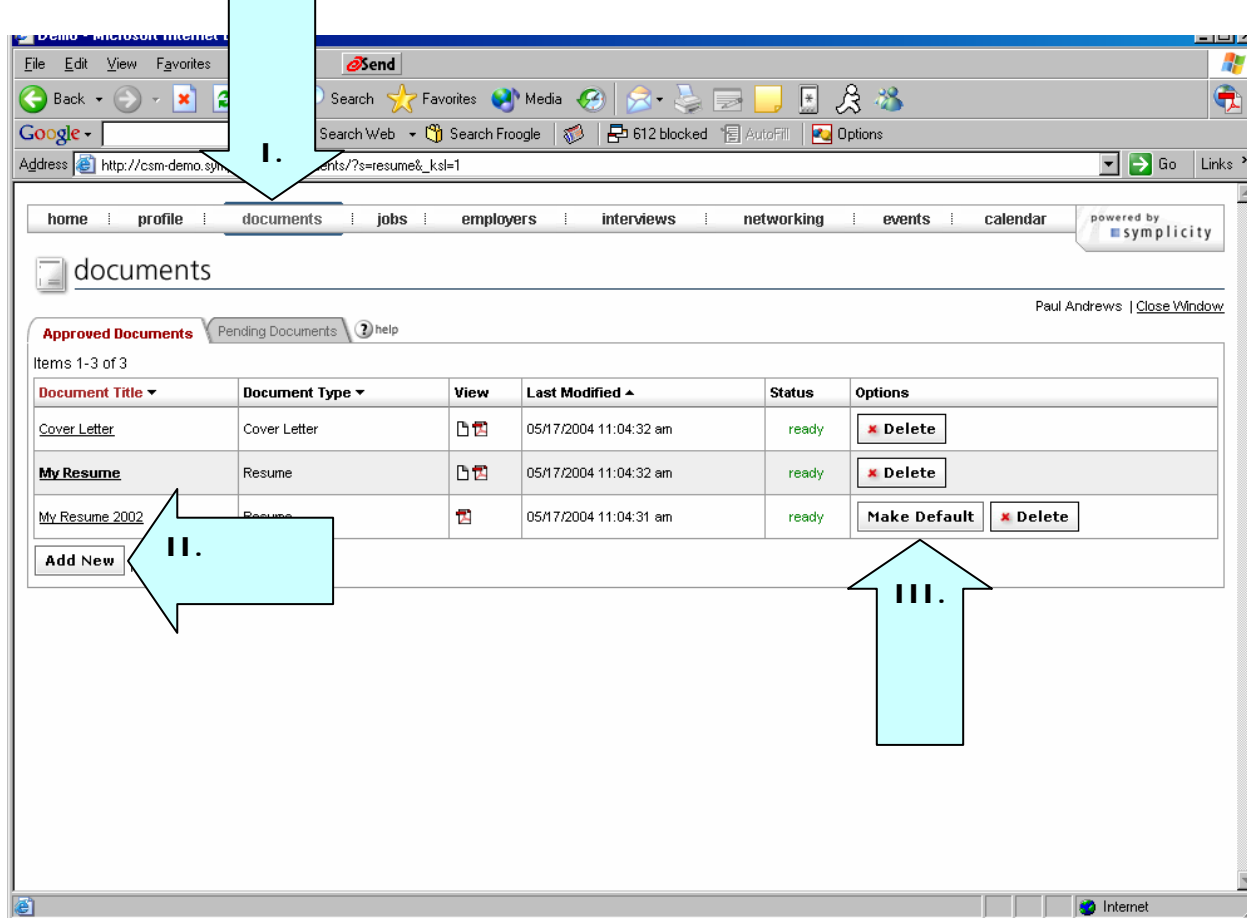 Demo - Microsoft Internet
File Edit View Favorites Send
Back Search Favorites Media
Google Search Web Search Froogle 612 blocked AutoFill Options
I.
Address http://csm-demo.sym ents/?s=resume&_ksl=1 Go Links
home profile documents jobs employers interviews networking events calendar powered by
symplicity
documents
Paul Andrews | Close Window
Approved Documents Pending Documents ? help
Items 1-3 of 3
Document Title Document Type View Last Modified Status Options
Cover Letter Cover Letter 05/17/2004 11:04:32 am ready Delete
My Resume Resume 05/17/2004 11:04:32 am ready Delete
My Resume 2002 Resume 05/17/2004 11:04:31 am ready Make Default Delete
Add New II.
III.
Internet